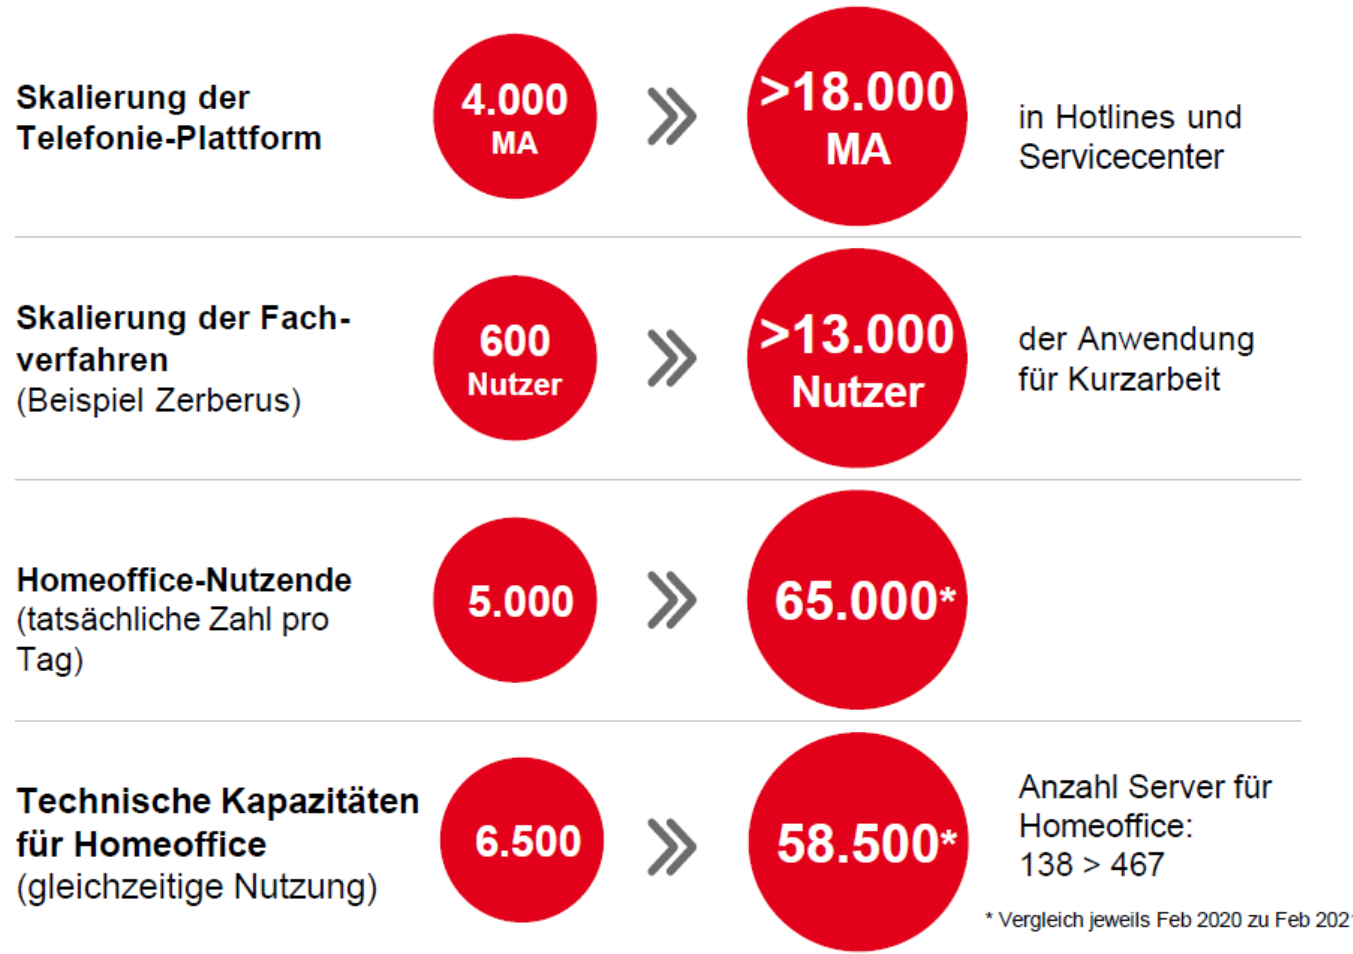 Skalierung der
Telefonie-Plattform
4.000
MA
>18.000
MA
in Hotlines und
Servicecenter
Skalierung der Fach-
verfahren
(Beispiel Zerberus)
600
Nutzer
>13.000
Nutzer
der Anwendung
für Kurzarbeit
Homeoffice-Nutzende
(tatsächliche Zahl pro
Tag)
5.000
65.000*
Technische Kapazitäten
für Homeoffice
(gleichzeitige Nutzung)
6.500
58.500*
Anzahl Server für
Homeoffice:
138 > 467
* Vergleich jeweils Feb 2020 zu Feb 2021